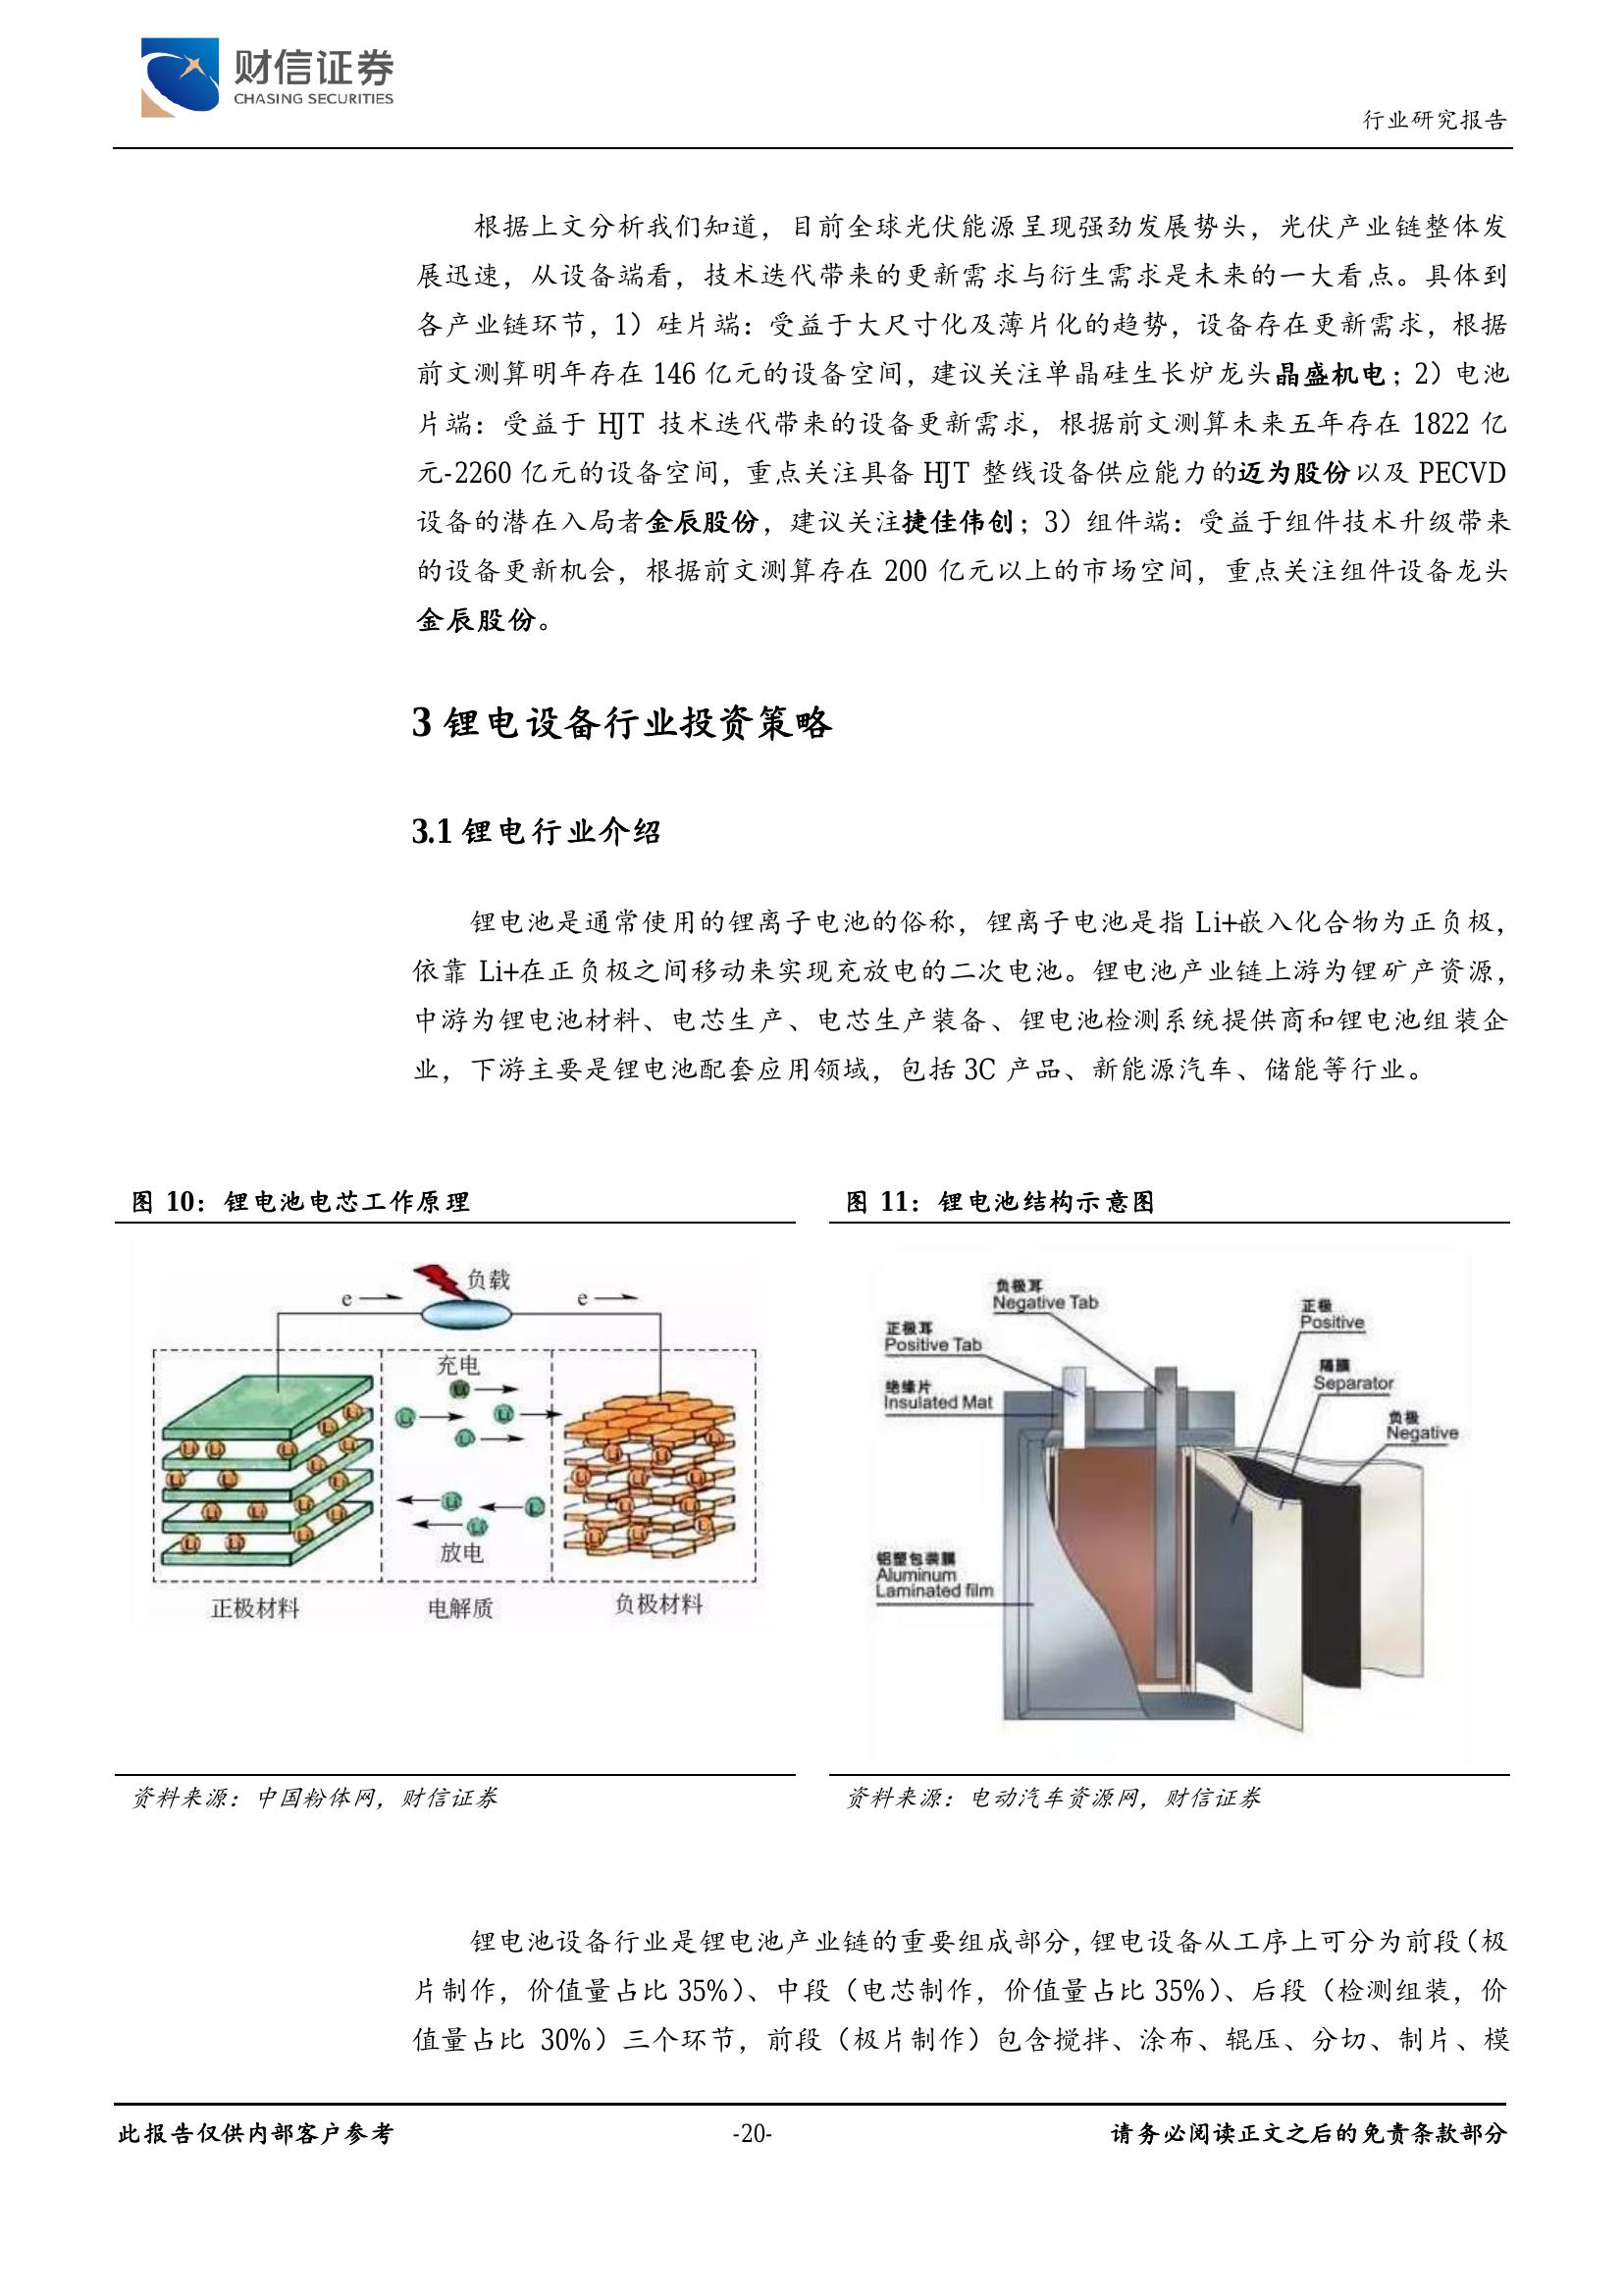 财信证券
CHASING SECURITIES
行业研究报告
根据上文分析我们知道，目前全球光伏能源呈现强劲发展势头，光伏产业链整体发
展迅速，从设备端看，技术迭代带来的更新需求与衍生需求是未来的一大看点。具体到
各产业链环节，1）硅片端：受益于大尺寸化及薄片化的趋势，设备存在更新需求，根据
前文测算明年存在 146 亿元的设备空间，建议关注单晶硅生长炉龙头晶盛机电；2）电池
片端：受益于 HJT 技术迭代带来的设备更新需求，根据前文测算未来五年存在 1822 亿
元-2260 亿元的设备空间，重点关注具备 HJT 整线设备供应能力的迈为股份以及 PECVD
设备的潜在入局者金辰股份，建议关注捷佳伟创；3）组件端：受益于组件技术升级带来
的设备更新机会，根据前文测算存在 200 亿元以上的市场空间，重点关注组件设备龙头
金辰股份。
3 锂电设备行业投资策略
3.1 锂电行业介绍
锂电池是通常使用的锂离子电池的俗称，锂离子电池是指 Li+嵌入化合物为正负极，
依靠 Li+在正负极之间移动来实现充放电的二次电池。锂电池产业链上游为锂矿产资源，
中游为锂电池材料、电芯生产、电芯生产装备、锂电池检测系统提供商和锂电池组装企
业，下游主要是锂电池配套应用领域，包括 3C 产品、新能源汽车、储能等行业。
图 10：锂电池电芯工作原理
负载
e
e
充电
放电
正极材料
电解质
负极材料
资料来源：中国粉体网，财信证券
图 11：锂电池结构示意图
负极耳
Negative Tab
正极耳
Positive Tab
绝缘片
Insulated Mat
正极
Positive
隔膜
Separator
负极
Negative
铝塑包装膜
Aluminum
Laminated film
资料来源：电动汽车资源网，财信证券
锂电池设备行业是锂电池产业链的重要组成部分，锂电设备从工序上可分为前段（极
片制作，价值量占比 35%）、中段（电芯制作，价值量占比 35%）、后段（检测组装，价
值量占比 30%）三个环节，前段（极片制作）包含搅拌、涂布、辊压、分切、制片、模
此报告仅供内部客户参考
-20-
请务必阅读正文之后的免责条款部分